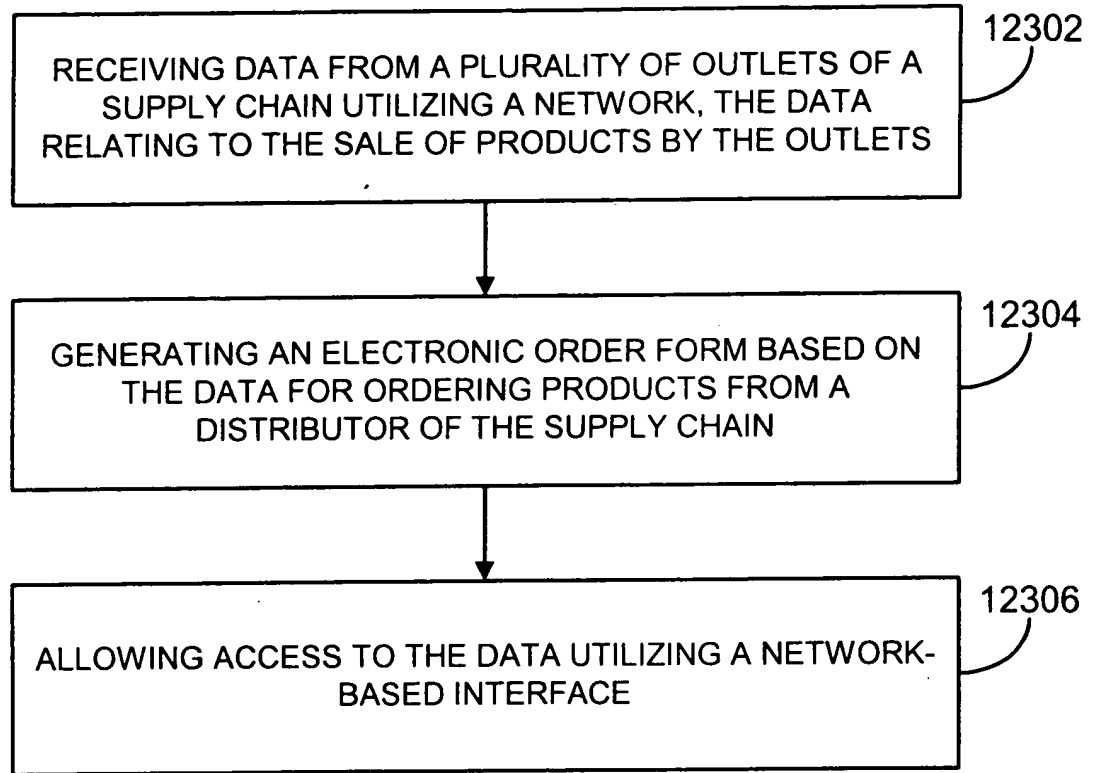 12302
RECEIVING DATA FROM A PLURALITY OF OUTLETS OF A
SUPPLY CHAIN UTILIZING A NETWORK, THE DATA
RELATING TO THE SALE OF PRODUCTS BY THE OUTLETS
12304
GENERATING AN ELECTRONIC ORDER FORM BASED ON
THE DATA FOR ORDERING PRODUCTS FROM A
DISTRIBUTOR OF THE SUPPLY CHAIN
12306
ALLOWING ACCESS TO THE DATA UTILIZING A NETWORK-
BASED INTERFACE